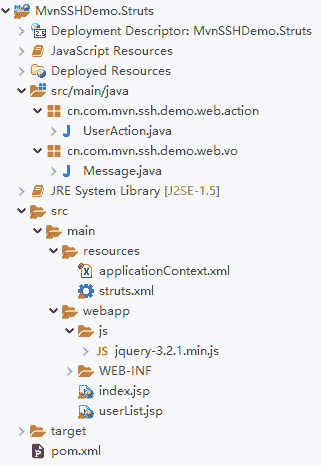 MvnSSHDemo.Struts
Deployment Descriptor: MvnSSHDemo.Struts
JavaScript Resources
Deployed Resources
src/main/java
cn.com.mvn.ssh.demo.web.action
UserAction.java
cn.com.mvn.ssh.demo.web.vo
Message.java
JRE System Library [J2SE-1.5]
src
main
resources
applicationContext.xml
struts.xml
webapp
js
JS jquery-3.2.1.min.js
WEB-INF
index.jsp
userList.jsp
target
pom.xml